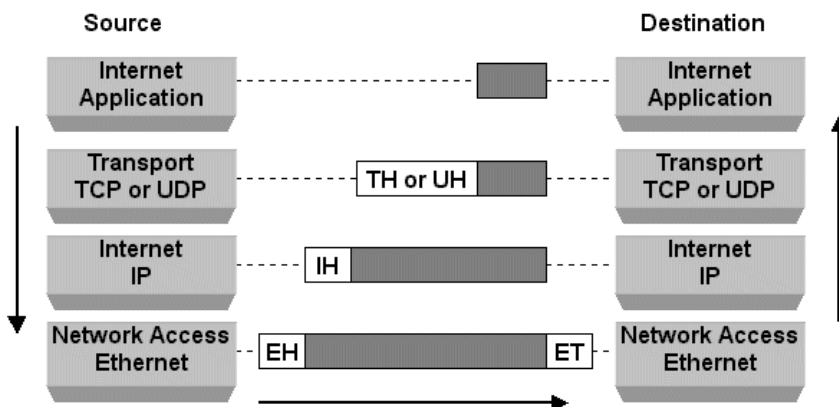 Source
Destination
Internet
Application
Internet
Application
Transport
TCP or UDP
TH or UH
Transport
TCP or UDP
Internet
IP
IH
Internet
IP
Network Access
Ethernet
EH
ET
Network Access
Ethernet